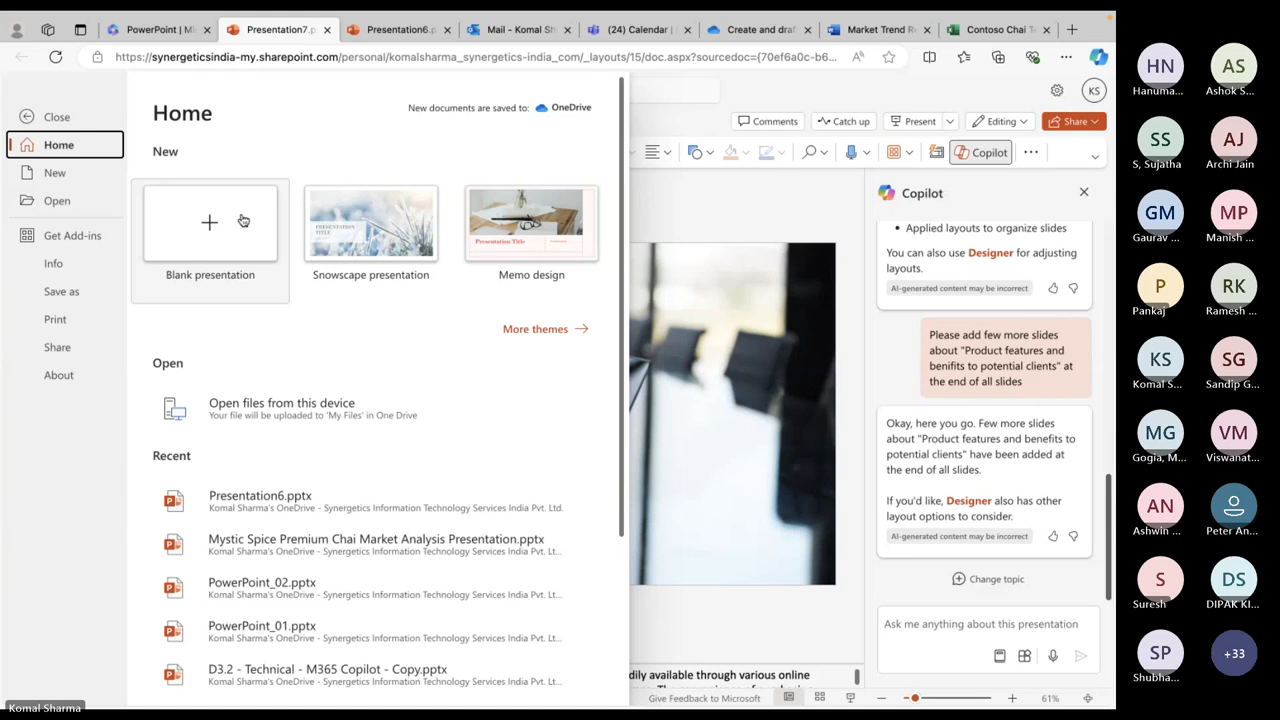 PowerPoint | Mi
Presentation7.p
Presentation6.p
Mail - Komal Sh
(24) Calendar |
Create and draf
Market Trend R
Contoso Chai T
https://synergeticsindia-my.sharepoint.com/personal/komalsharma_synergetics-india_com/_layouts/15/doc.aspx?sourcedoc={70ef6a0c-b6...
Close
Home
New
Open
Get Add-ins
Info
Save as
Print
Share
About
Home
New documents are saved to: OneDrive
New
PRESENTATION
TITLE
Presentation Title
Blank presentation
Snowscape presentation
Memo design
More themes
Open
Open files from this device
Your file will be uploaded to 'My Files' in One Drive
Recent
Presentation6.pptx
Komal Sharma's OneDrive - Synergetics Information Technology Services India Pvt. Ltd.
Mystic Spice Premium Chai Market Analysis Presentation.pptx
Komal Sharma's OneDrive - Synergetics Information Technology Services India Pvt. Lt...
PowerPoint_02.pptx
Komal Sharma's OneDrive - Synergetics Information Technology Services India Pvt. Lt...
PowerPoint_01.pptx
Komal Sharma's OneDrive - Synergetics Information Technology Services India Pvt. Lt...
D3.2 - Technical - M365 Copilot - Copy.pptx
Komal Sharma's OneDrive - Synergetics Information Technology Services India Pvt. Lt...
KS
Comments
Catch up
Present
Editing
Share
Copilot
Copilot
• Applied layouts to organize slides
You can also use Designer for adjusting
layouts.
AI-generated content may be incorrect
Please add few more slides
about "Product features and
benifits to potential clients" at
the end of all slides
Okay, here you go. Few more slides
about "Product features and benefits to
potential clients" have been added at
the end of all slides.
If you'd like, Designer also has other
layout options to consider.
AI-generated content may be incorrect
Change topic
Ask me anything about this presentation
dily available through various online
Give Feedback to Microsoft
61%
HN
Hanuma...
AS
Ashok S...
SS
S, Sujatha
AJ
Archi Jain
GM
Gaurav ...
MP
Manish ...
P
Pankaj
RK
Ramesh ...
KS
Komal S...
SG
Sandip G...
MG
Gogia, M...
VM
Viswanat...
AN
Ashwin ...
Peter An...
S
Suresh
DS
DIPAK KI...
SP
Shubha...
+33
Komal Sharma